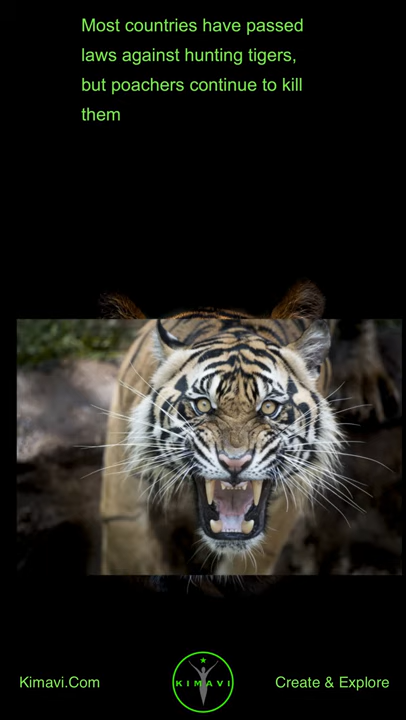 Most countries have passed
laws against hunting tigers,
but poachers continue to kill
them
Kimavi.Com
KIMAVI
Create & Explore